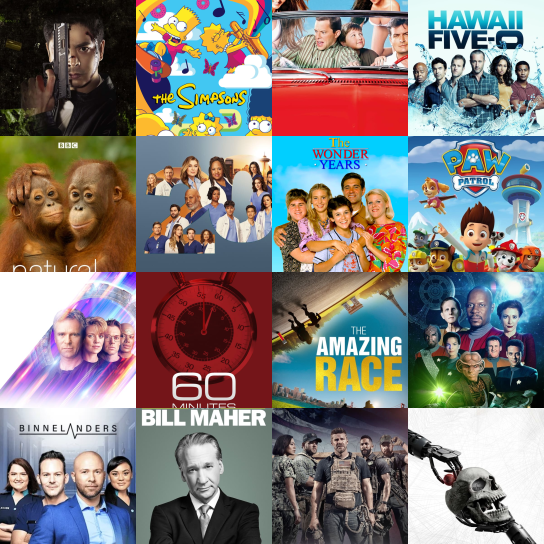 THE SIMPSONS
HAWAII
FIVE-O
BBC
natural
The
WONDER
YEARS
PAW
PATROL
60
MINUTES
THE
AMAZING
RACE
BINNELANDERS
BILL MAHER